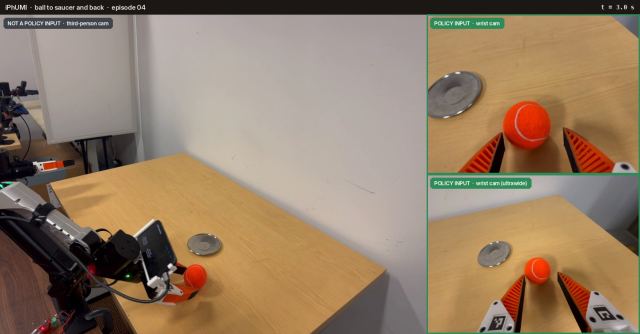 iPhUMI · ball to saucer and back · episode 04
t = 3.0 s
NOT A POLICY INPUT · third-person cam
POLICY INPUT · wrist cam
POLICY INPUT · wrist cam (ultrawide)